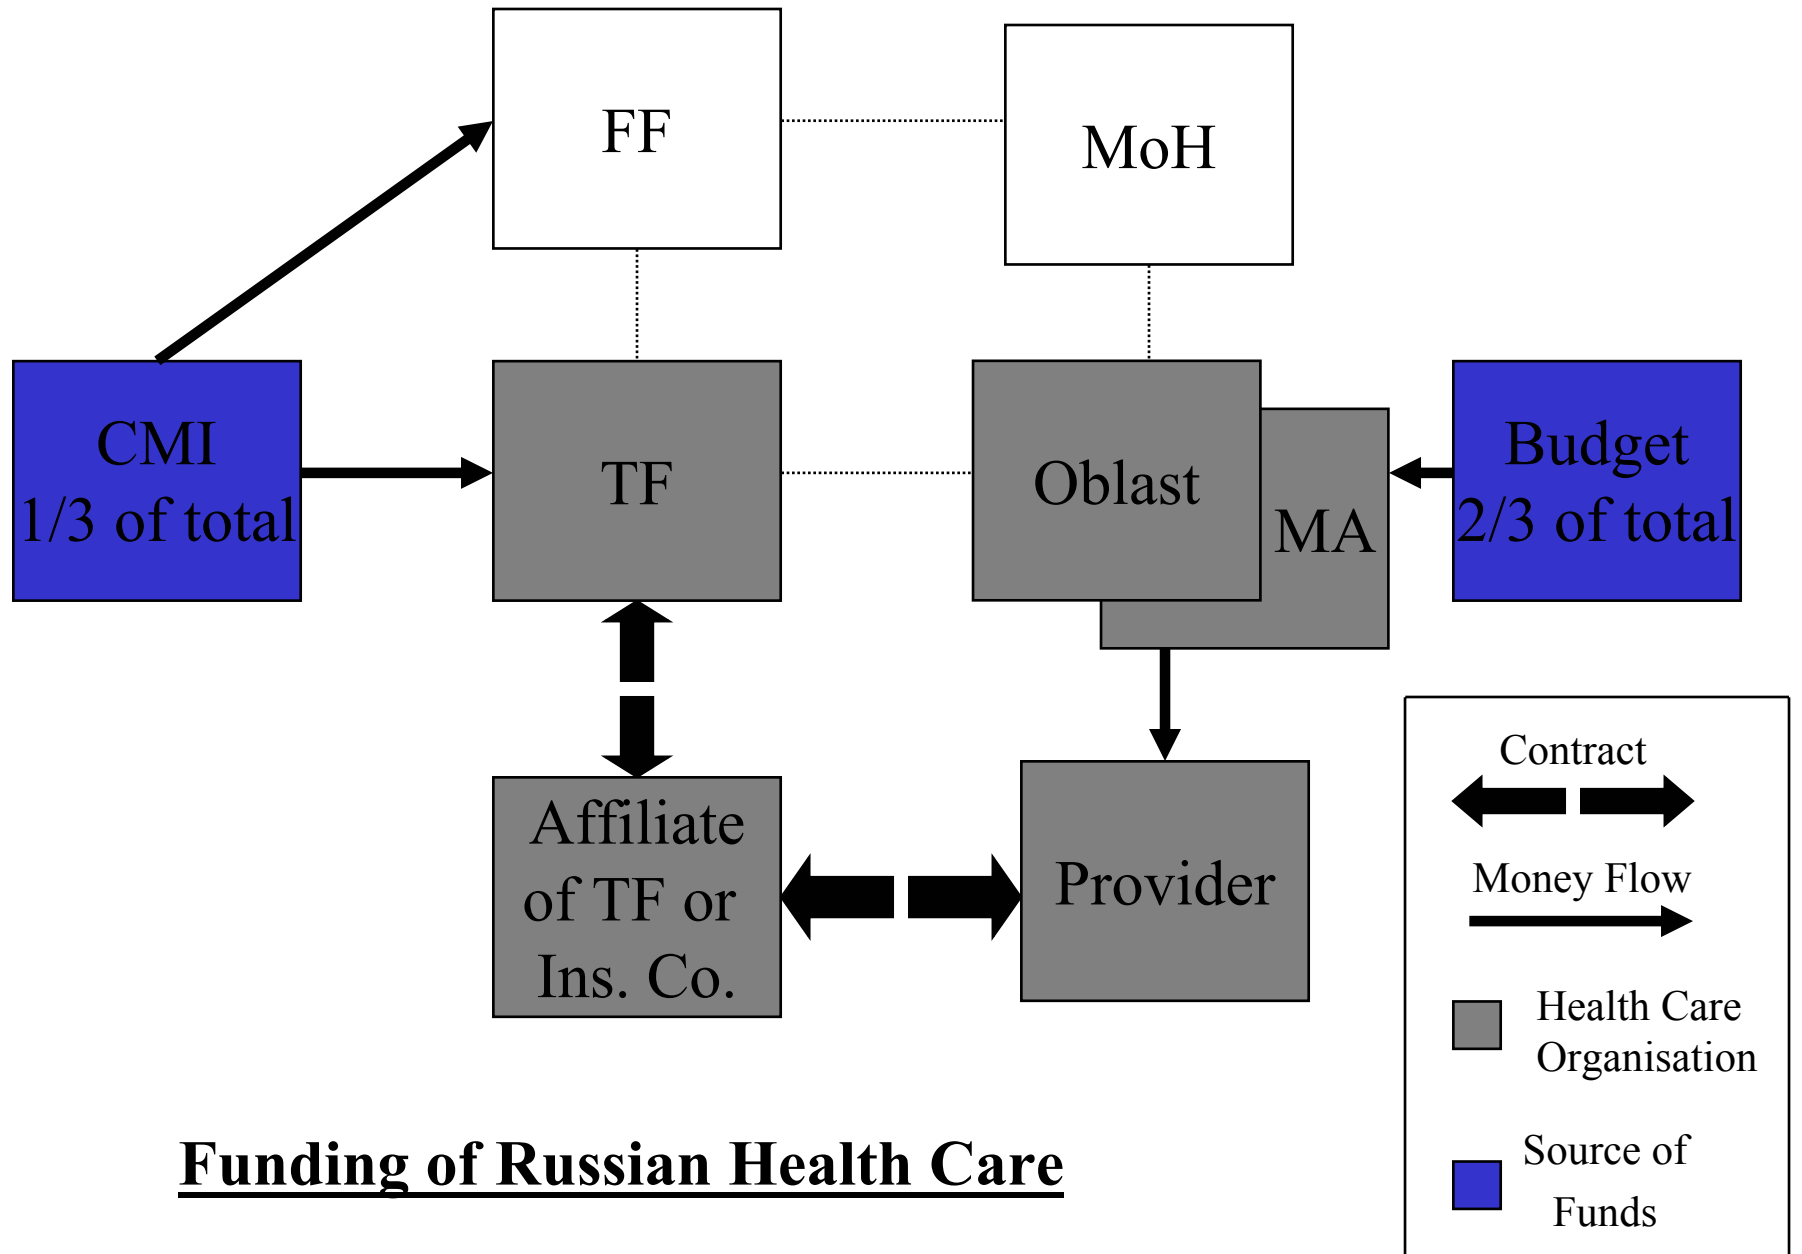 FF
MoH
CMI
1/3 of total
TF
Oblast
MA
Budget
2/3 of total
Affiliate
of TF or
Ins. Co.
Provider
Contract
Money Flow
Health Care
Organisation
Source of
Funds
Funding of Russian Health Care